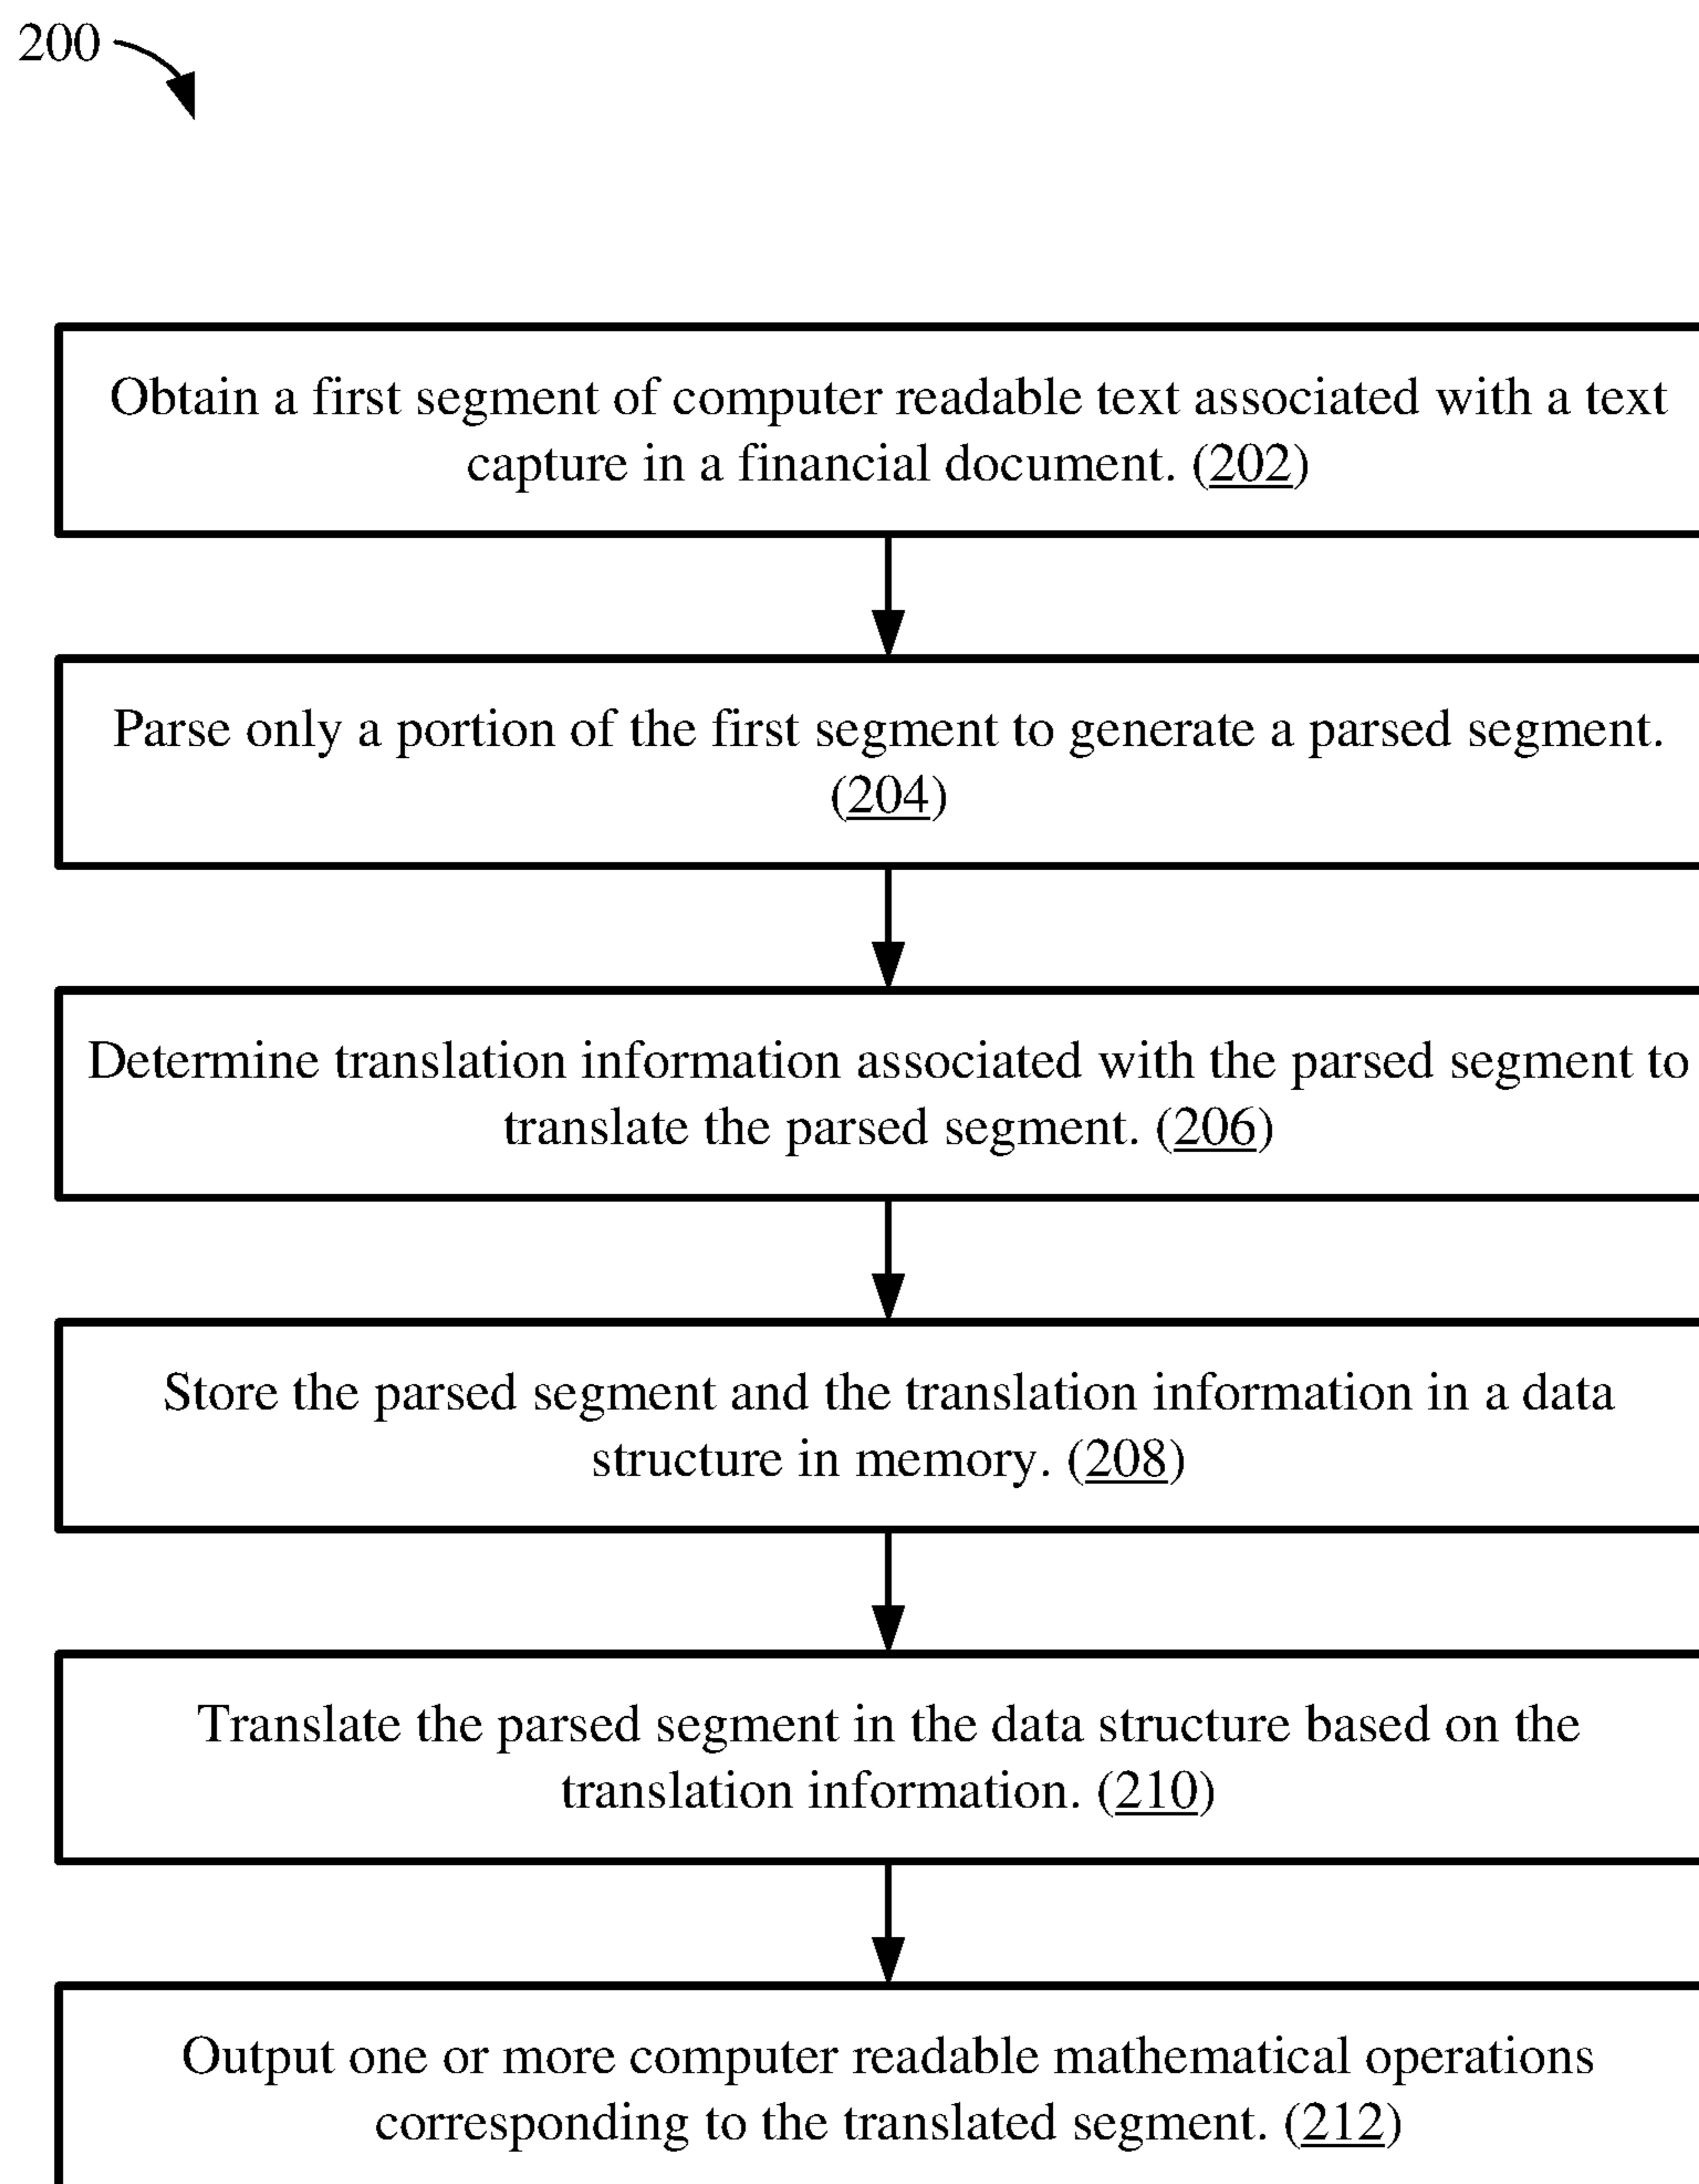 200
Obtain a first segment of computer readable text associated with a text
capture in a financial document. (202)
Parse only a portion of the first segment to generate a parsed segment.
(204)
Determine translation information associated with the parsed segment to
translate the parsed segment. (206)
Store the parsed segment and the translation information in a data
structure in memory. (208)
Translate the parsed segment in the data structure based on the
translation information. (210)
Output one or more computer readable mathematical operations
corresponding to the translated segment. (212)